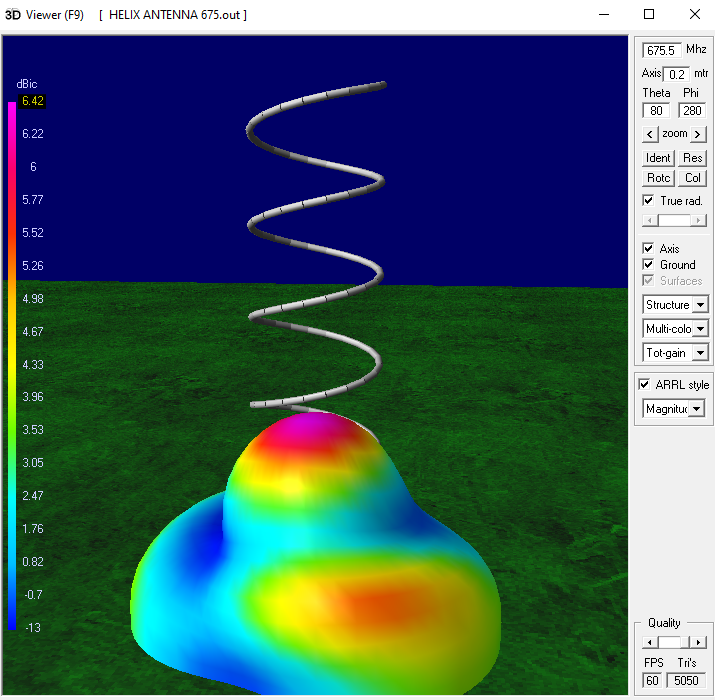 3D Viewer (F9) [ HELIX ANTENNA 675.out ]
dBic
6.42
6.22
6
5.77
5.52
5.26
4.98
4.67
4.33
3.96
3.53
3.05
2.47
1.76
0.82
-0.7
-13
675.5 Mhz
Axis 0.2 mtr
Theta Phi
80 280
< zoom >
Ident Res
Rotc Col
True rad.
Axis
Ground
Surfaces
Structure
Multi-colo
Tot-gain
ARRL style
Magnituc
Quality
FPS Tri's
60 5050